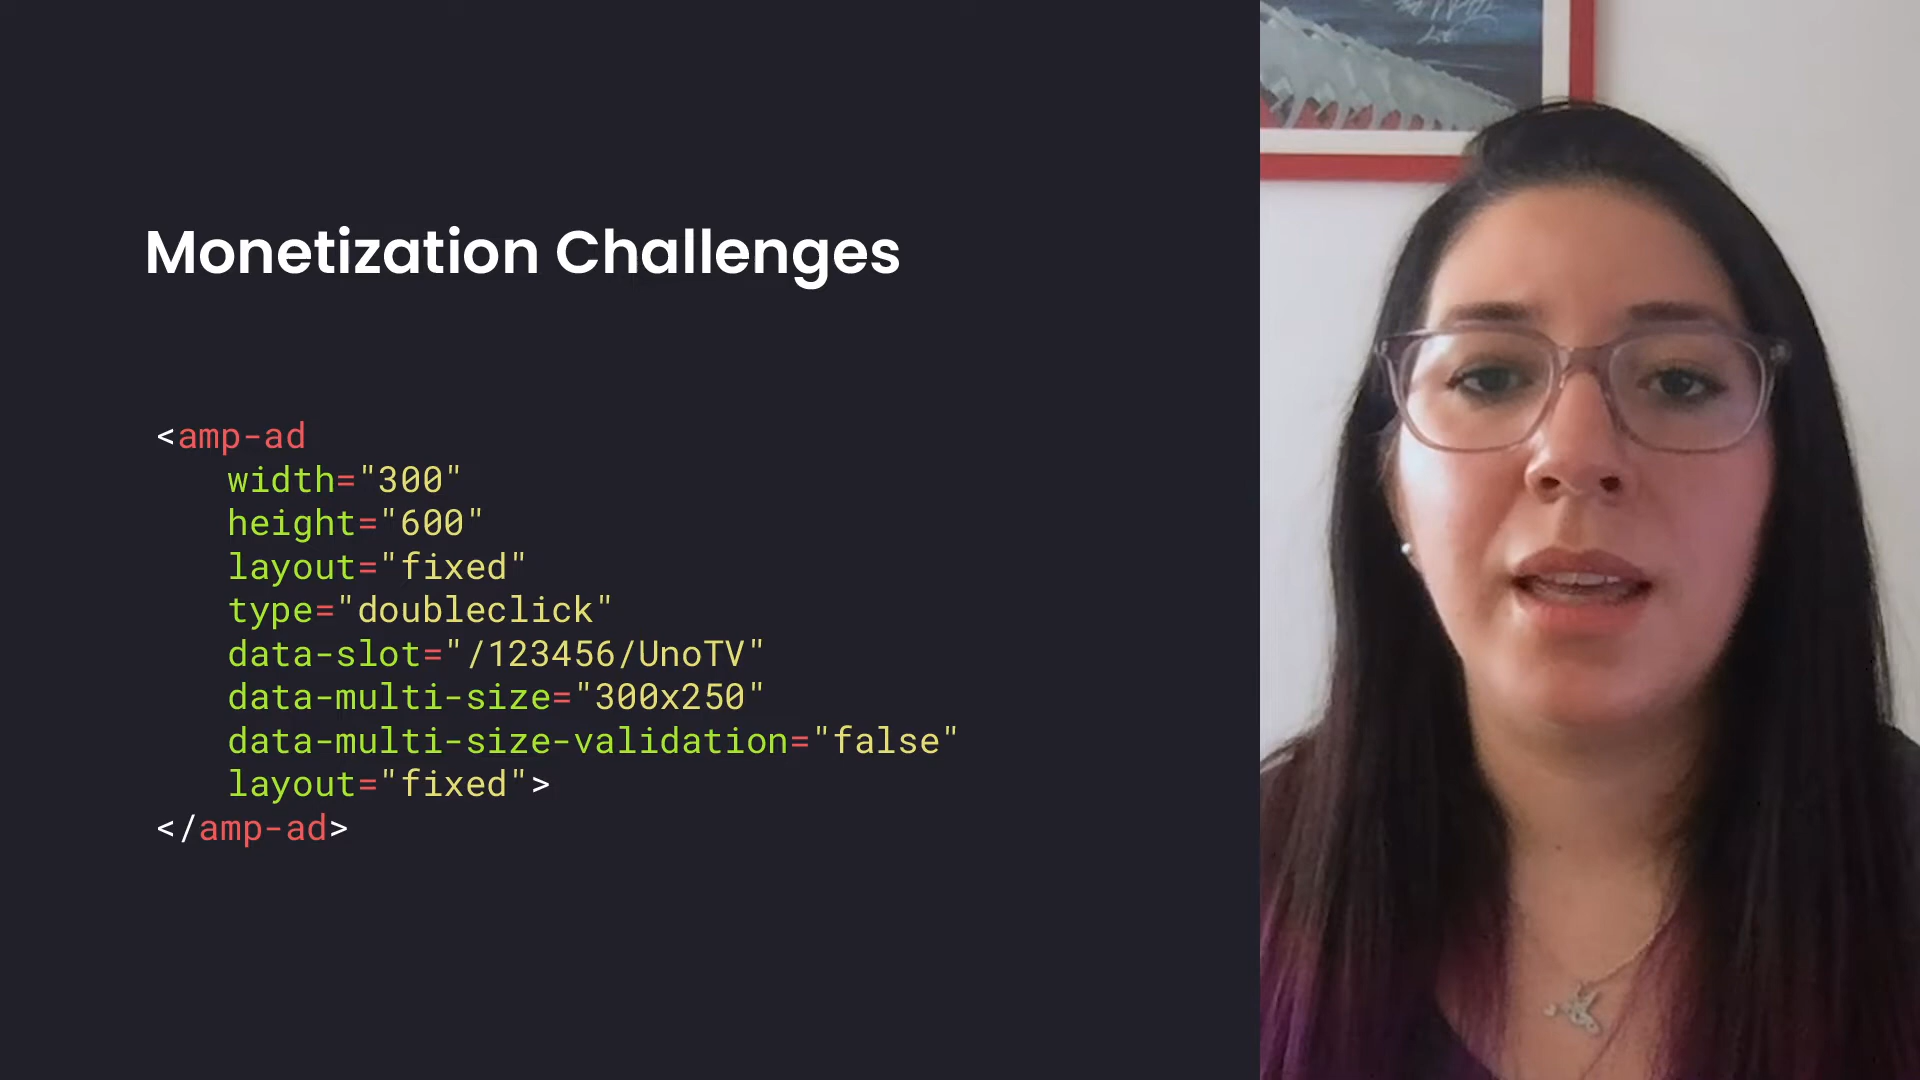 Monetization Challenges
<amp-ad
width="300"
height="600"
layout="fixed"
type="doubleclick"
data-slot="/123456/UnoTV"
data-multi-size="300x250"
data-multi-size-validation="false"
layout="fixed">
</amp-ad>